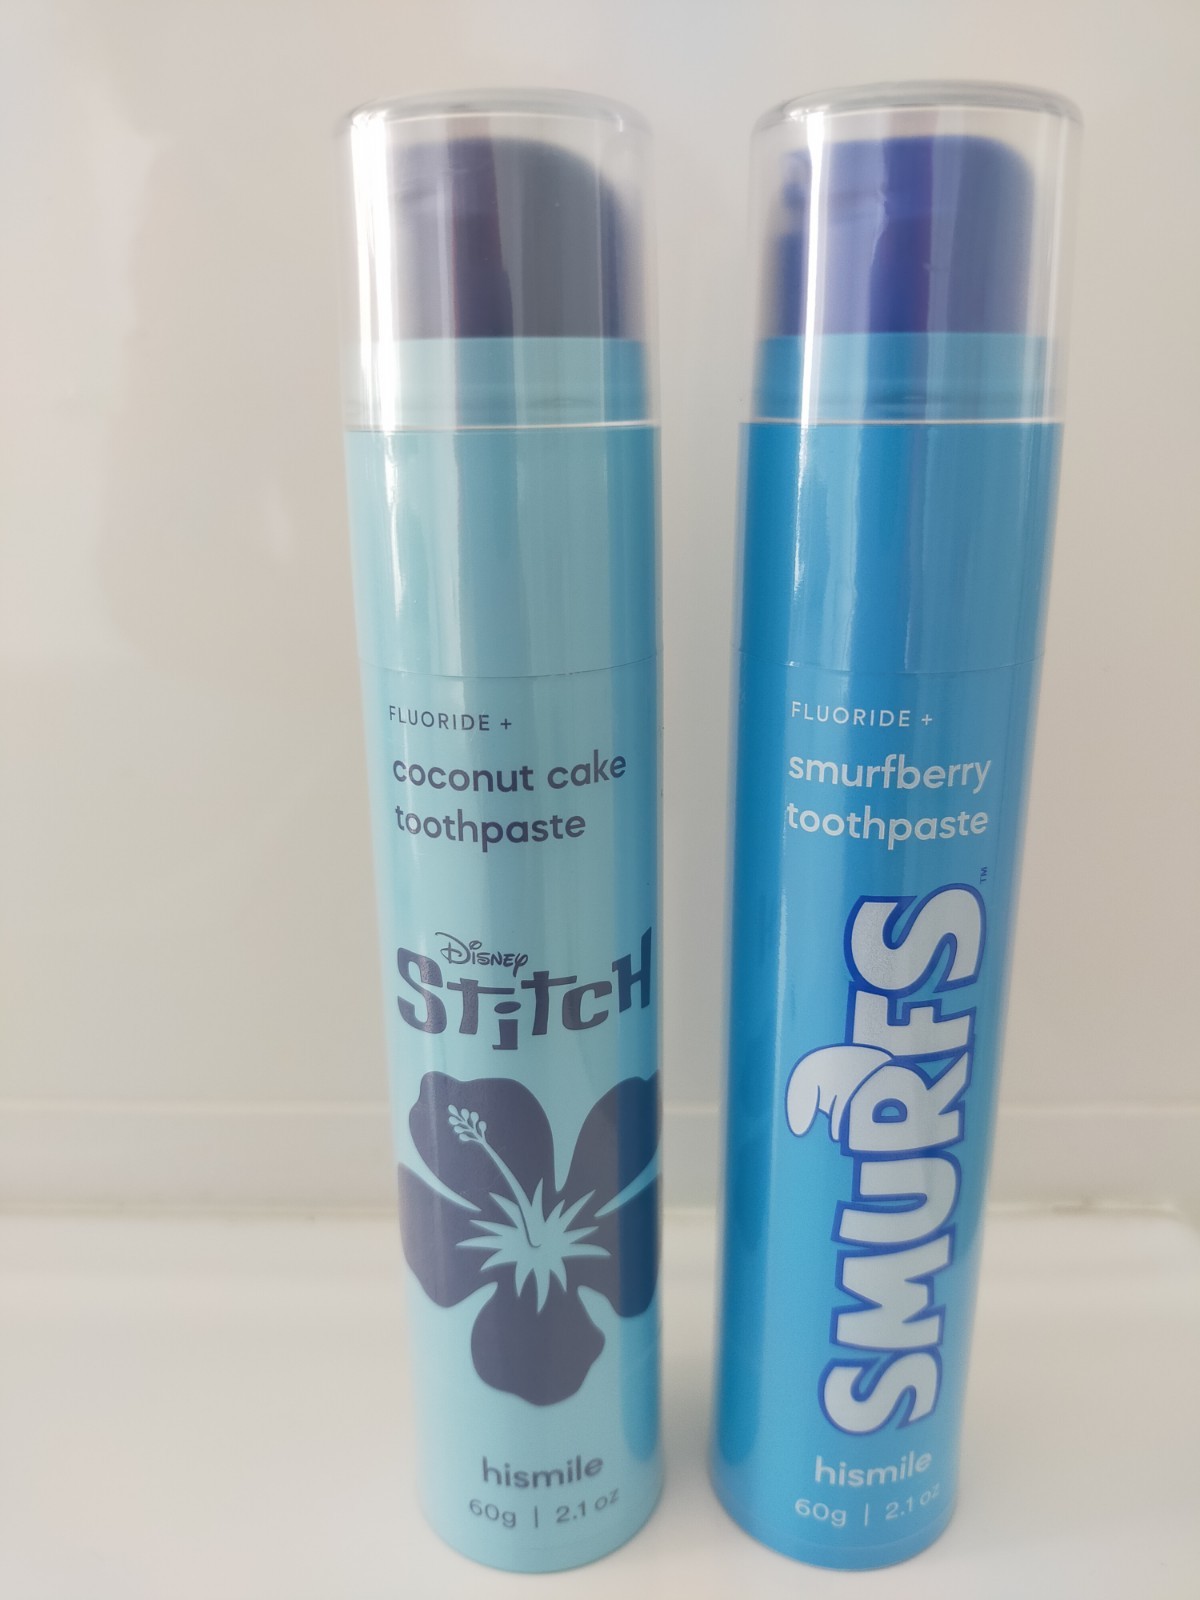 FLUORIDE +
coconut cake
toothpaste
Disney
Stitch
hismile
60g | 2.1 oz
FLUORIDE +
smurfberry
toothpaste
SMURFS™
hismile
60g | 2.1 oz